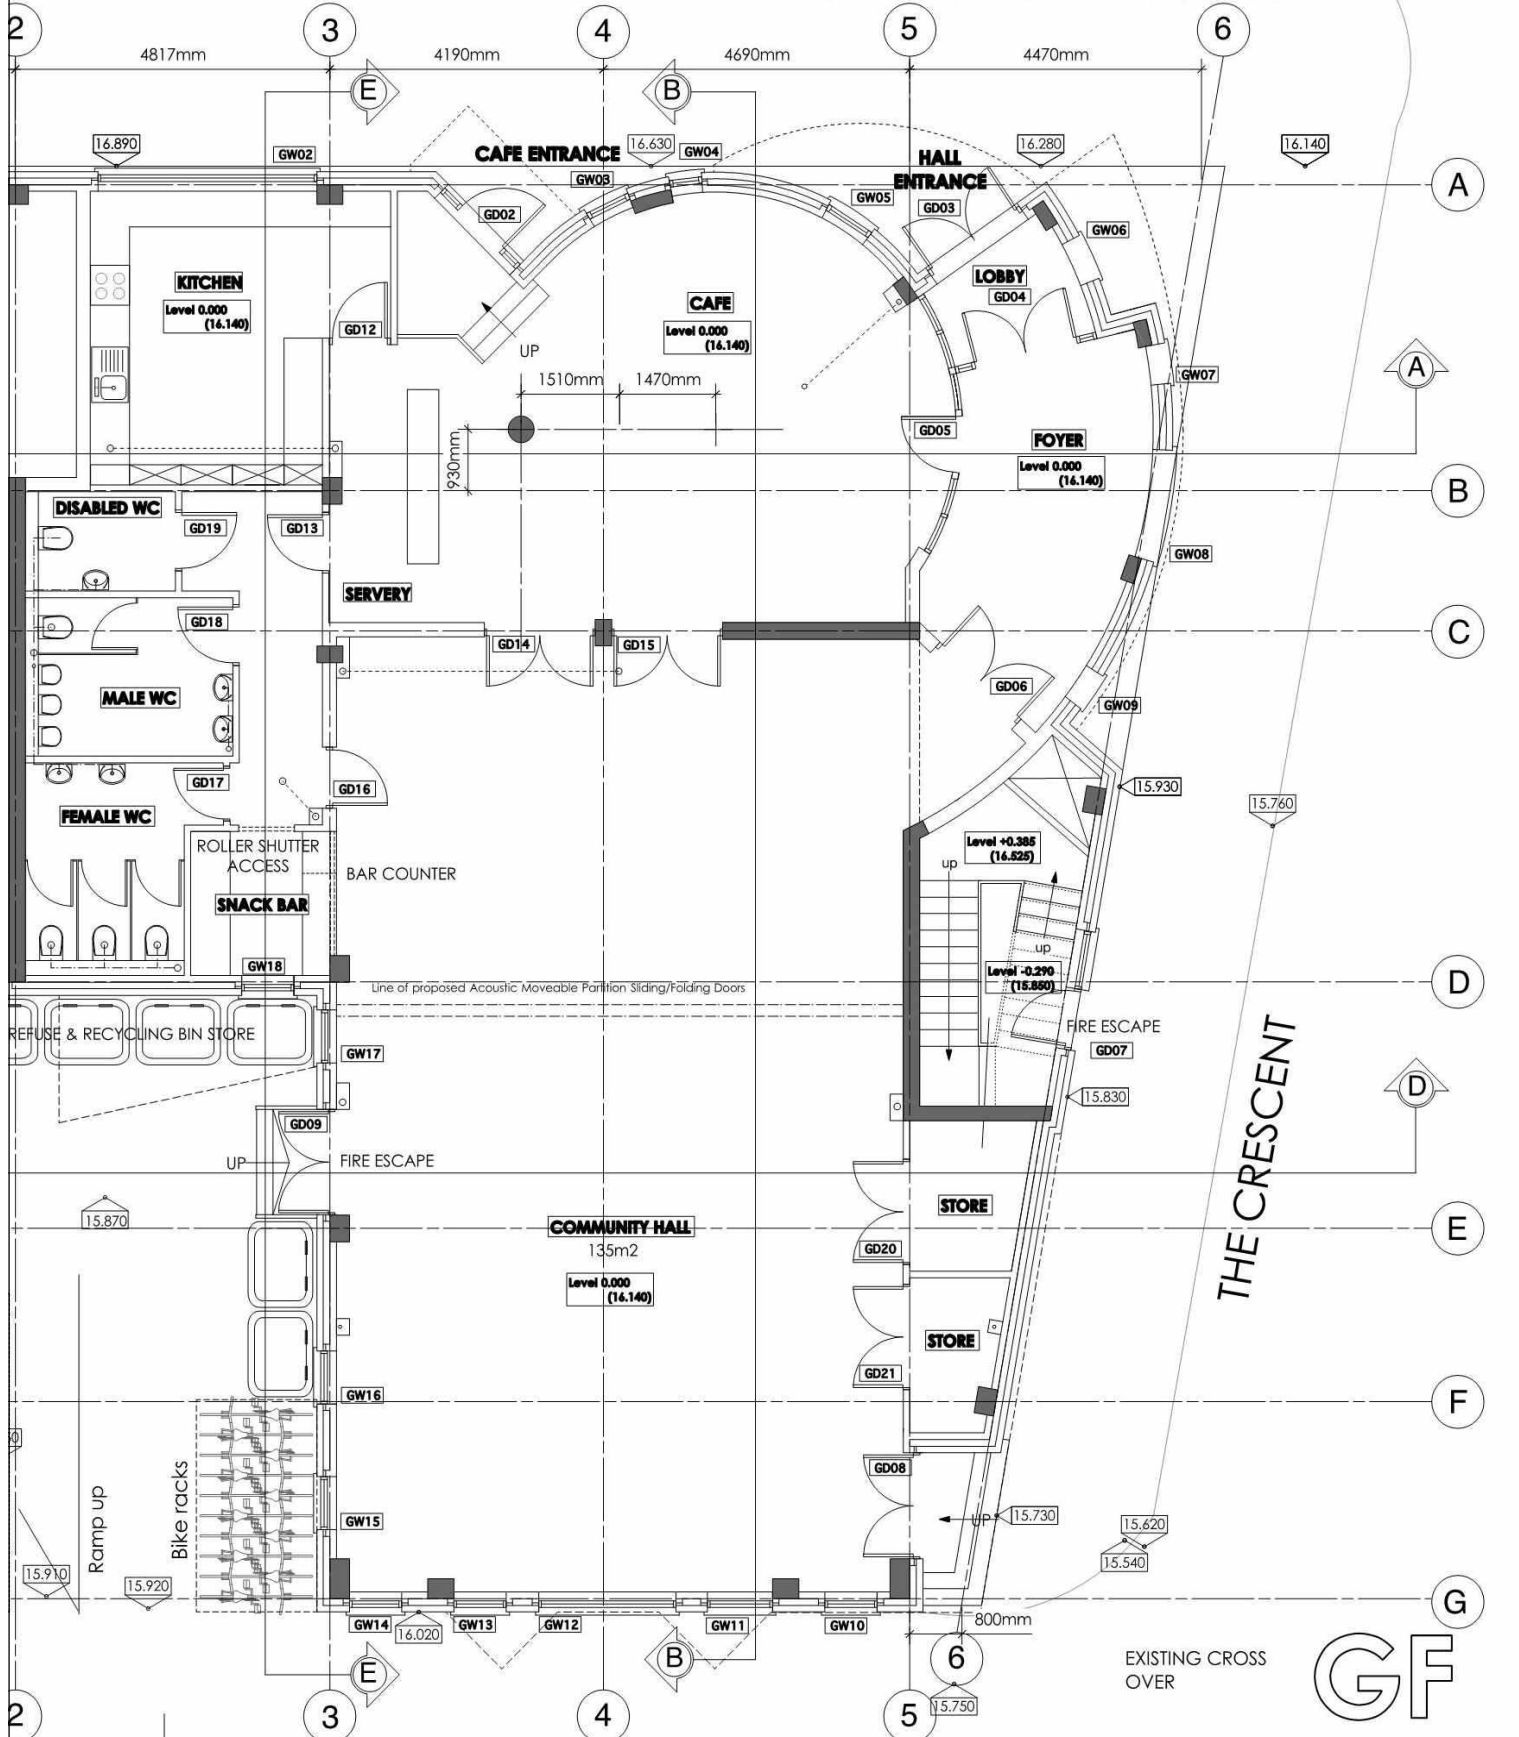 2
3
4
5
6
4817mm
4190mm
4690mm
4470mm
E
B
16.890
GW02
CAFE ENTRANCE
16.630
GW04
HALL
ENTRANCE
16.280
16.140
GW03
GW05
GD02
GD03
A
GW06
KITCHEN
Level 0.000
(16.140)
CAFE
Level 0.000
(16.140)
LOBBY
GD04
GD12
UP
GW07
A
1510mm
1470mm
930mm
GD05
FOYER
Level 0.000
(16.140)
B
DISABLED WC
GD19
GD13
GW08
SERVERY
GD18
C
GD14
GD15
MALE WC
GD06
GW09
GD17
GD16
15.930
15.760
FEMALE WC
ROLLER SHUTTER
ACCESS
BAR COUNTER
Level +0.385
(16.525)
up
SNACK BAR
up
GW18
Level -0.290
(15.850)
D
Line of proposed Acoustic Moveable Partition Sliding/Folding Doors
REFUSE & RECYCLING BIN STORE
GW17
FIRE ESCAPE
GD07
15.830
D
GD09
UP
FIRE ESCAPE
THE CRESCENT
15.870
STORE
COMMUNITY HALL
135m2
E
GD20
Level 0.000
(16.140)
STORE
GD21
GW16
F
GD08
Ramp up
Bike racks
GW15
UP
15.730
15.620
15.540
15.910
15.920
G
GW14
16.020
GW13
GW12
GW11
GW10
800mm
E
B
6
15.750
EXISTING CROSS
OVER
GF
2
3
4
5